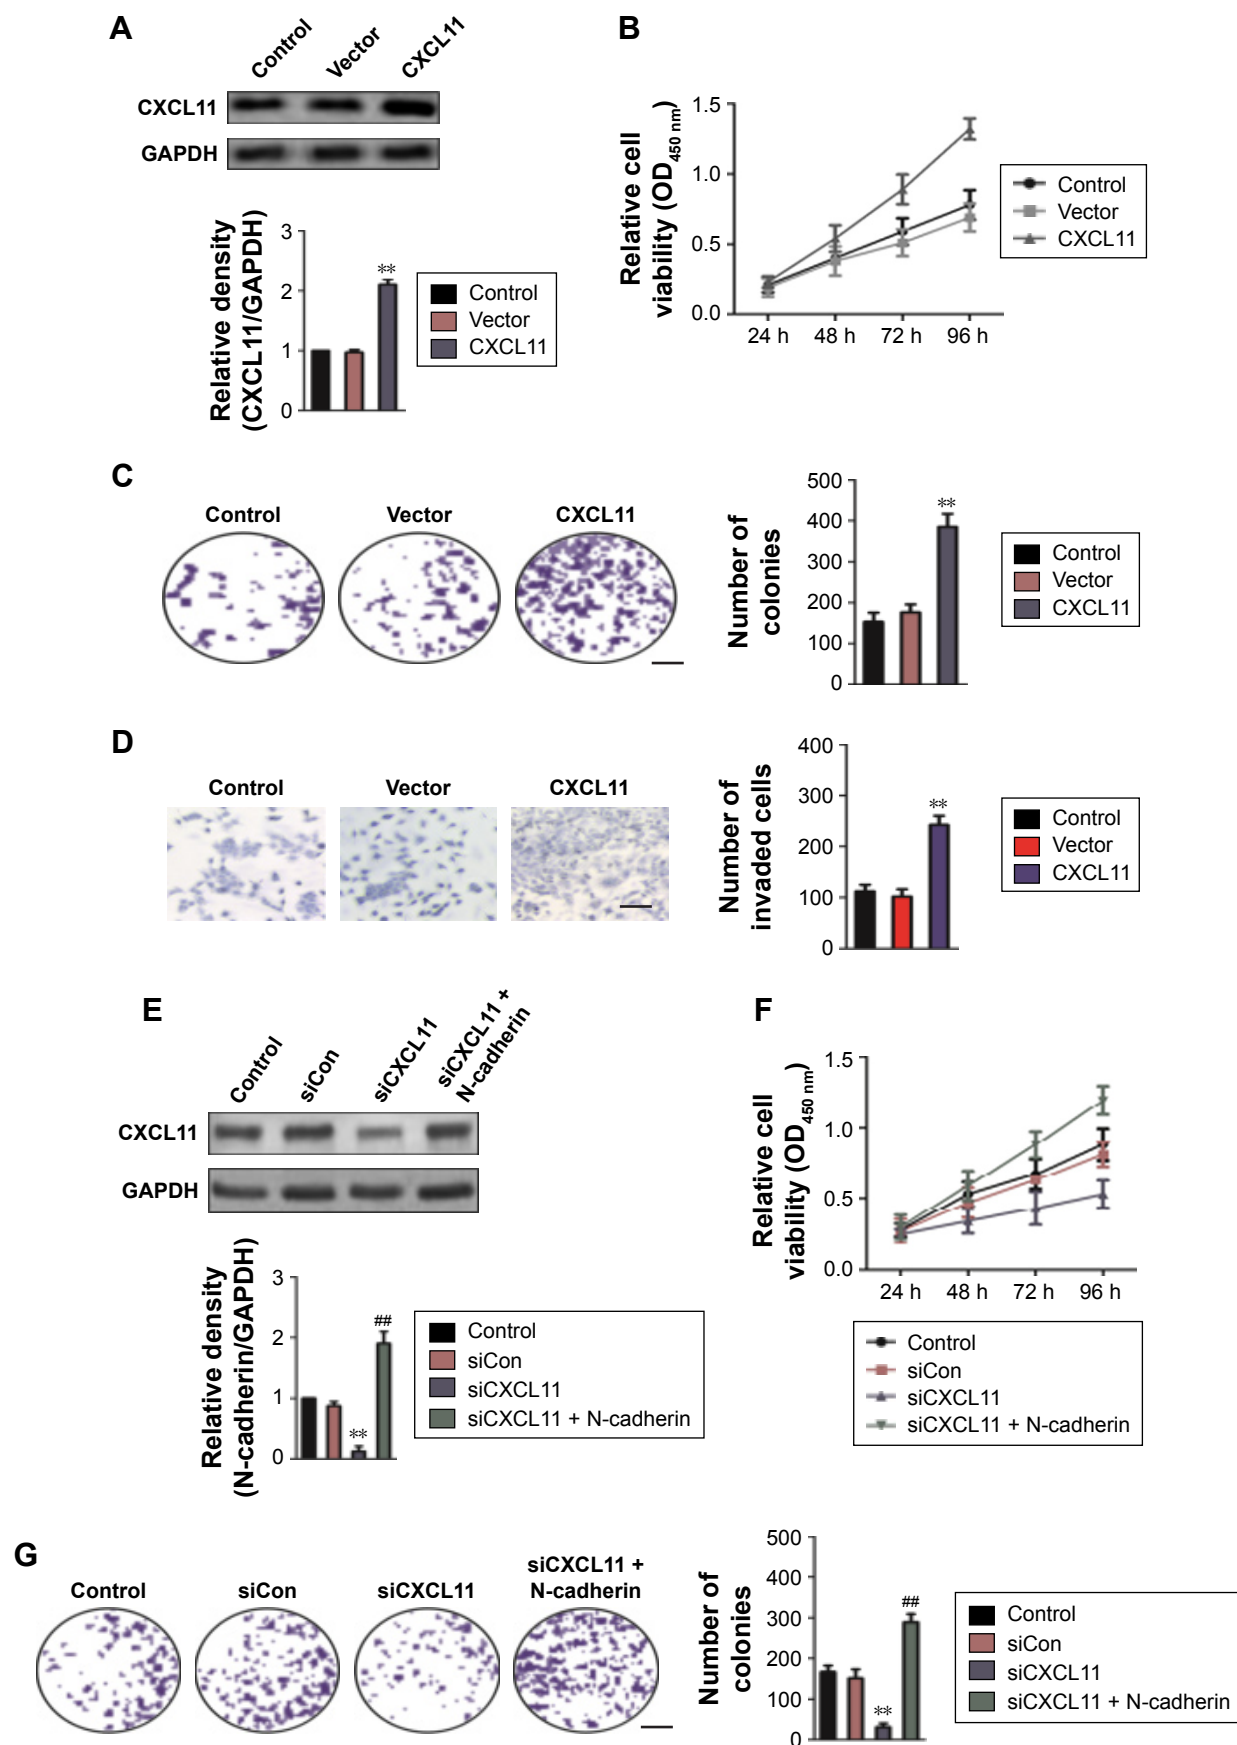 A
Control
Vector
CXCL11
CXCL11
GAPDH
Relative density
(CXCL11/GAPDH)
3
2
1
0
**
Control
Vector
CXCL11
B
Relative cell
viability (OD450 nm)
1.5
1.0
0.5
0.0
24 h 48 h 72 h 96 h
Control
Vector
CXCL11
C
Control Vector CXCL11
Number of
colonies
500
400
300
200
100
0
**
Control
Vector
CXCL11
D
Control Vector CXCL11
Number of
invaded cells
400
300
200
100
0
**
Control
Vector
CXCL11
E
Control
siCon
siCXCL11
siCXCL11 +
N-cadherin
CXCL11
GAPDH
Relative density
(N-cadherin/GAPDH)
3
2
1
0
**
##
Control
siCon
siCXCL11
siCXCL11 + N-cadherin
F
Relative cell
viability (OD450 nm)
1.5
1.0
0.5
0.0
24 h 48 h 72 h 96 h
Control
siCon
siCXCL11
siCXCL11 + N-cadherin
G
Control siCon siCXCL11
siCXCL11 +
N-cadherin
Number of
colonies
500
400
300
200
100
0
**
##
Control
siCon
siCXCL11
siCXCL11 + N-cadherin